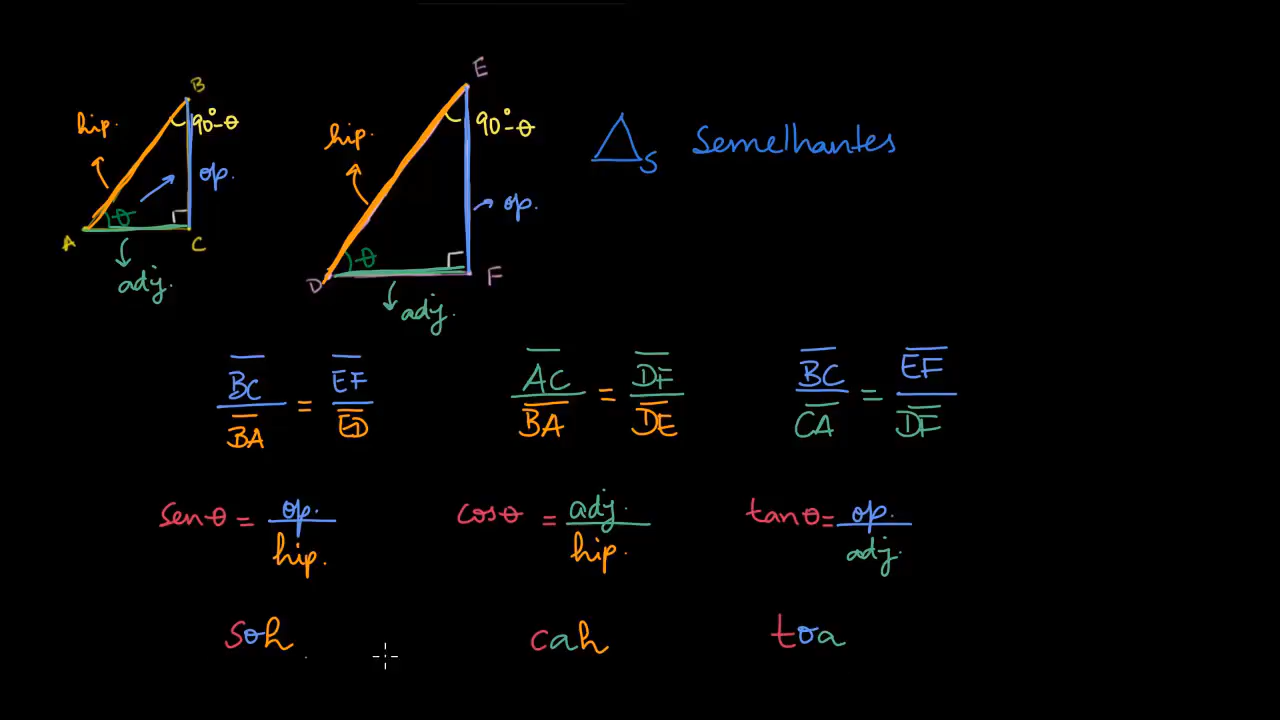 B
hip.
90°-θ
op.
θ
A
C
adj.
E
hip.
90°-θ
op.
θ
D
F
adj.
△s Semelhantes
BC/BA = EF/ED
AC/BA = DF/DE
BC/CA = EF/DF
senθ = op./hip.
cosθ = adj./hip.
tanθ = op./adj.
soh
cah
toa